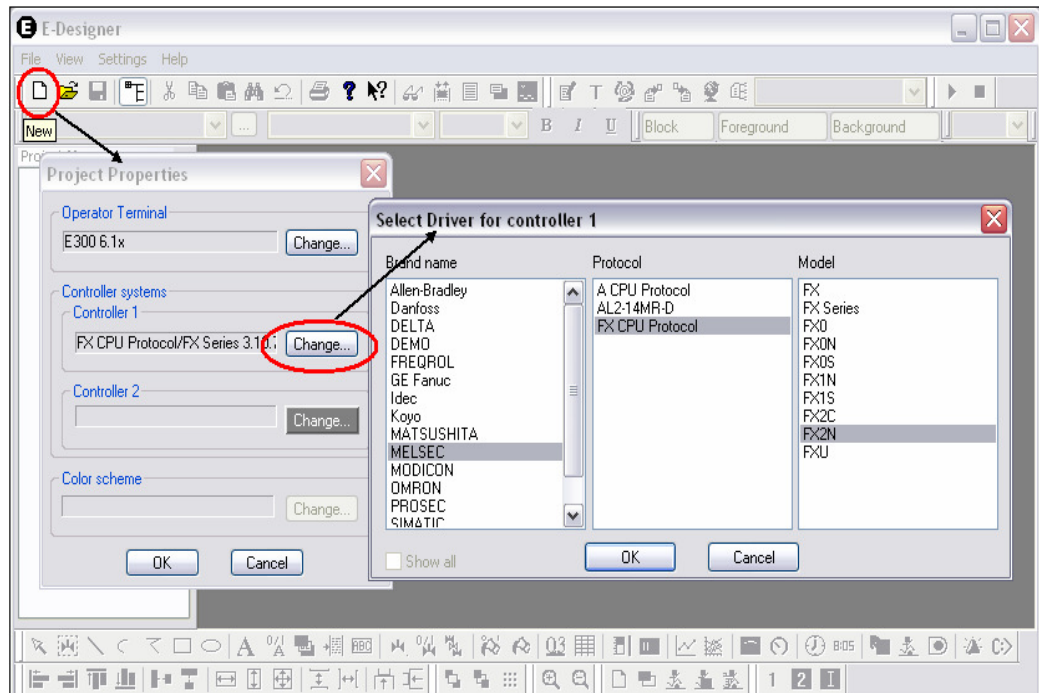 E-Designer
File View Settings Help
New
Block Foreground Background
B I U
Project Properties
Operator Terminal
E300 6.1x
Change...
Controller systems
Controller 1
FX CPU Protocol/FX Series 3.10.
Change...
Controller 2
Change...
Color scheme
Change...
OK Cancel
Select Driver for controller 1
Brand name Protocol Model
Allen-Bradley
Danfoss
DELTA
DEMO
FREQROL
GE Fanuc
Idec
Koyo
MATSUSHITA
MELSEC
MODICON
OMRON
PROSEC
SIMATIC
A CPU Protocol
AL2-14MR-D
FX CPU Protocol
FX
FX Series
FX0
FX0N
FX0S
FX1N
FX1S
FX2C
FX2N
FXU
Show all
OK Cancel